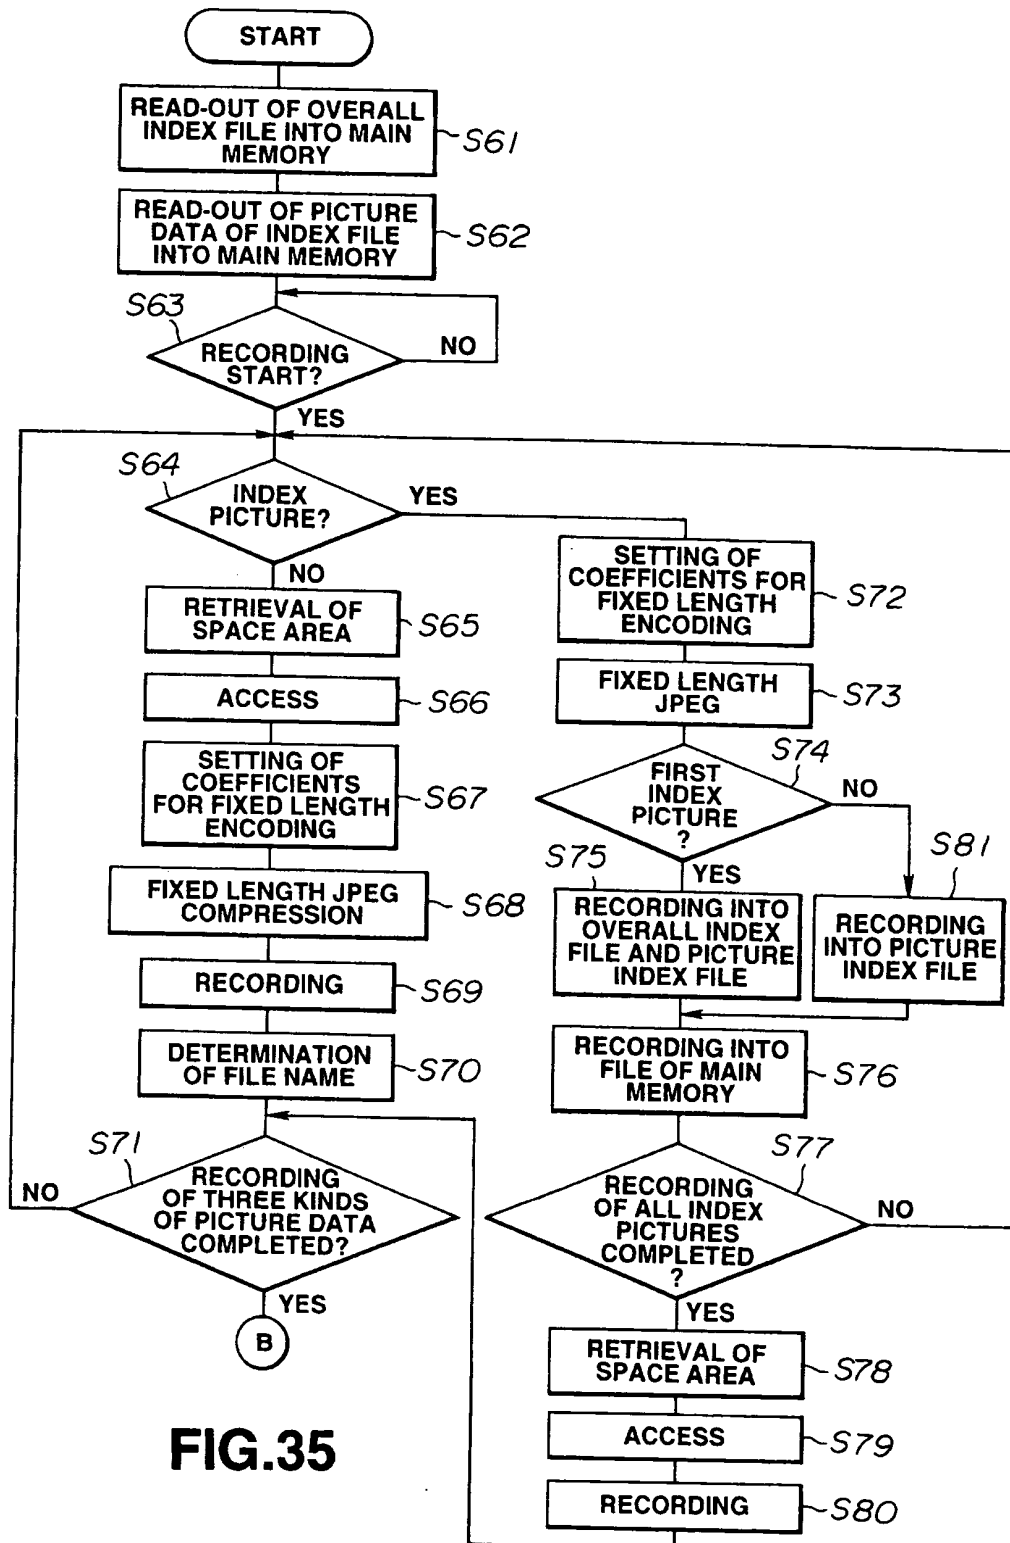 START
READ-OUT OF OVERALL
INDEX FILE INTO MAIN
MEMORY
S61
READ-OUT OF PICTURE
DATA OF INDEX FILE
INTO MAIN MEMORY
S62
S63
RECORDING
START?
NO
YES
S64
INDEX
PICTURE?
YES
NO
RETRIEVAL OF
SPACE AREA
S65
ACCESS
S66
SETTING OF
COEFFICIENTS
FOR FIXED LENGTH
ENCODING
S67
FIXED LENGTH JPEG
COMPRESSION
S68
RECORDING
S69
DETERMINATION
OF FILE NAME
S70
S71
RECORDING
OF THREE KINDS
OF PICTURE DATA
COMPLETED?
NO
YES
B
SETTING OF
COEFFICIENTS FOR
FIXED LENGTH
ENCODING
S72
FIXED LENGTH
JPEG
S73
S74
FIRST
INDEX
PICTURE
?
NO
YES
S75
RECORDING INTO
OVERALL INDEX
FILE AND PICTURE
INDEX FILE
S81
RECORDING
INTO PICTURE
INDEX FILE
RECORDING INTO
FILE OF MAIN
MEMORY
S76
S77
RECORDING
OF ALL INDEX
PICTURES
COMPLETED
?
NO
YES
RETRIEVAL OF
SPACE AREA
S78
ACCESS
S79
RECORDING
S80
FIG.35